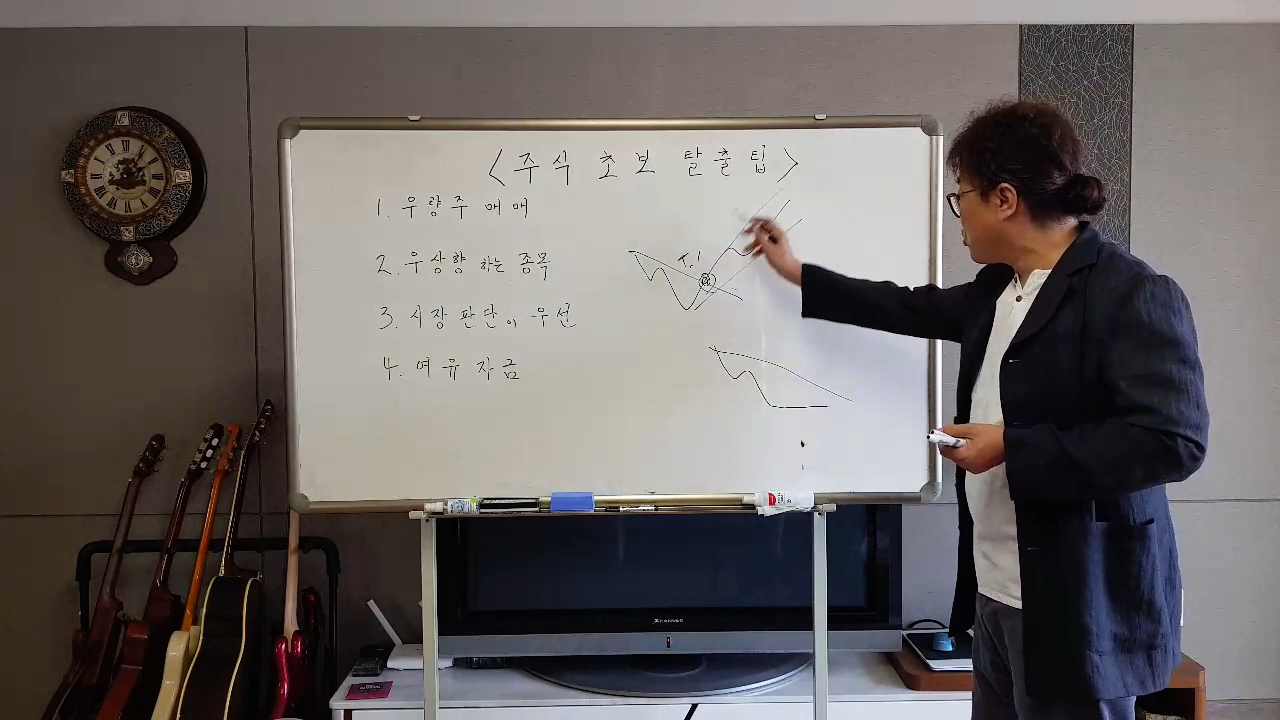 <주식 초보 탈출팁>
1. 우량주 매매
2. 우상향 하는 종목
3. 시장판단이 우선
4. 여유자금
XCANVAS